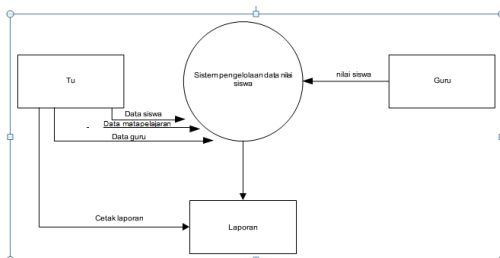 Tu
Sistem pengelolaan data nilai
siswa
nilai siswa
Guru
Data siswa
Data matapelajaran
Data guru
Cetak laporan
Laporan